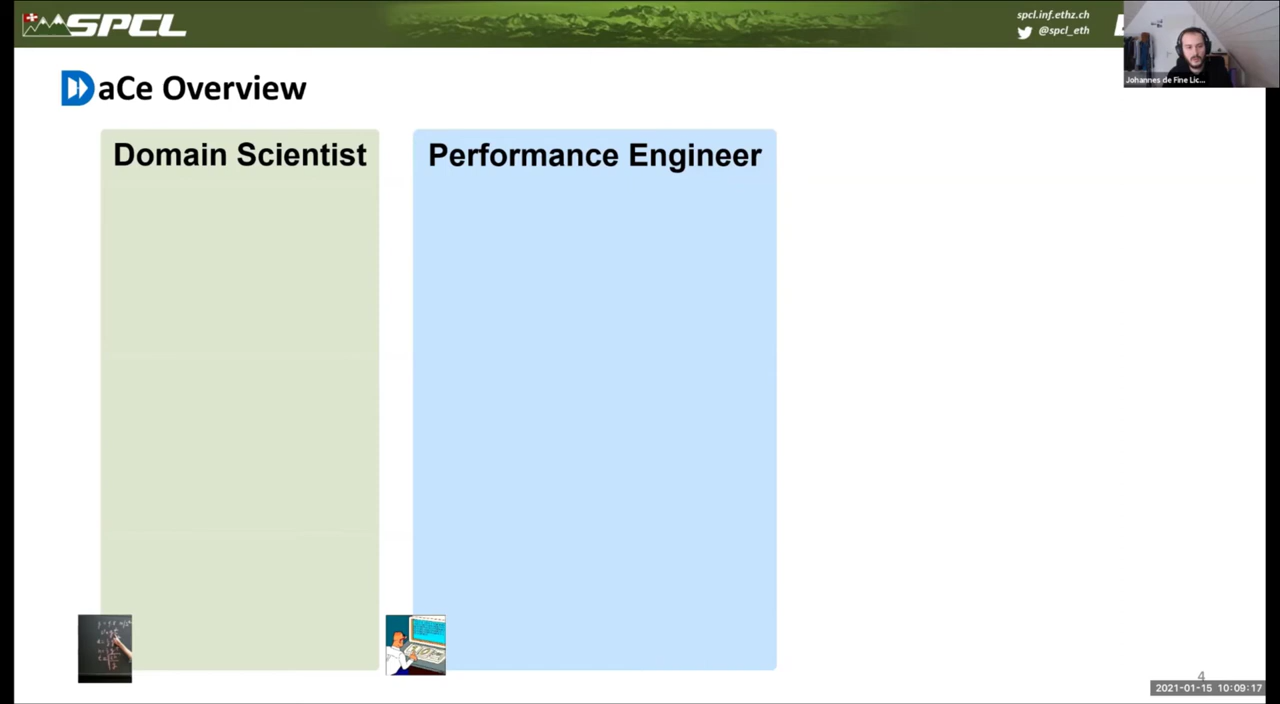 SPCL
spcl.inf.ethz.ch
@spcl_eth
Johannes de Fine Lic...
DaCe Overview
Domain Scientist
Performance Engineer
4
2021-01-15 10:09:17